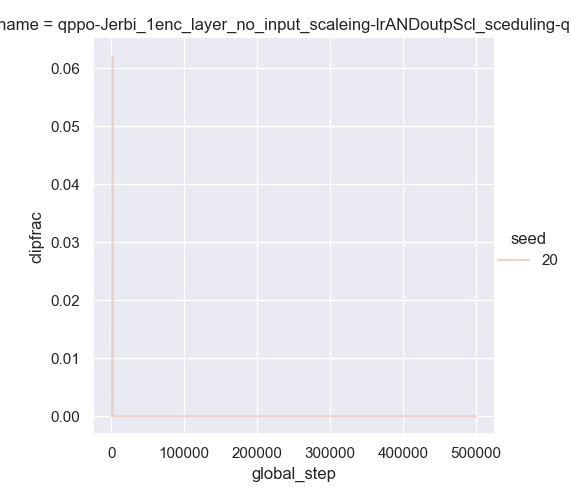 name = qppo-Jerbi_1enc_layer_no_input_scaleing-lrANDoutpScl_sceduling-q
0.06
0.05
0.04
0.03
0.02
0.01
0.00
clipfrac
0 100000 200000 300000 400000 500000
global_step
seed
20